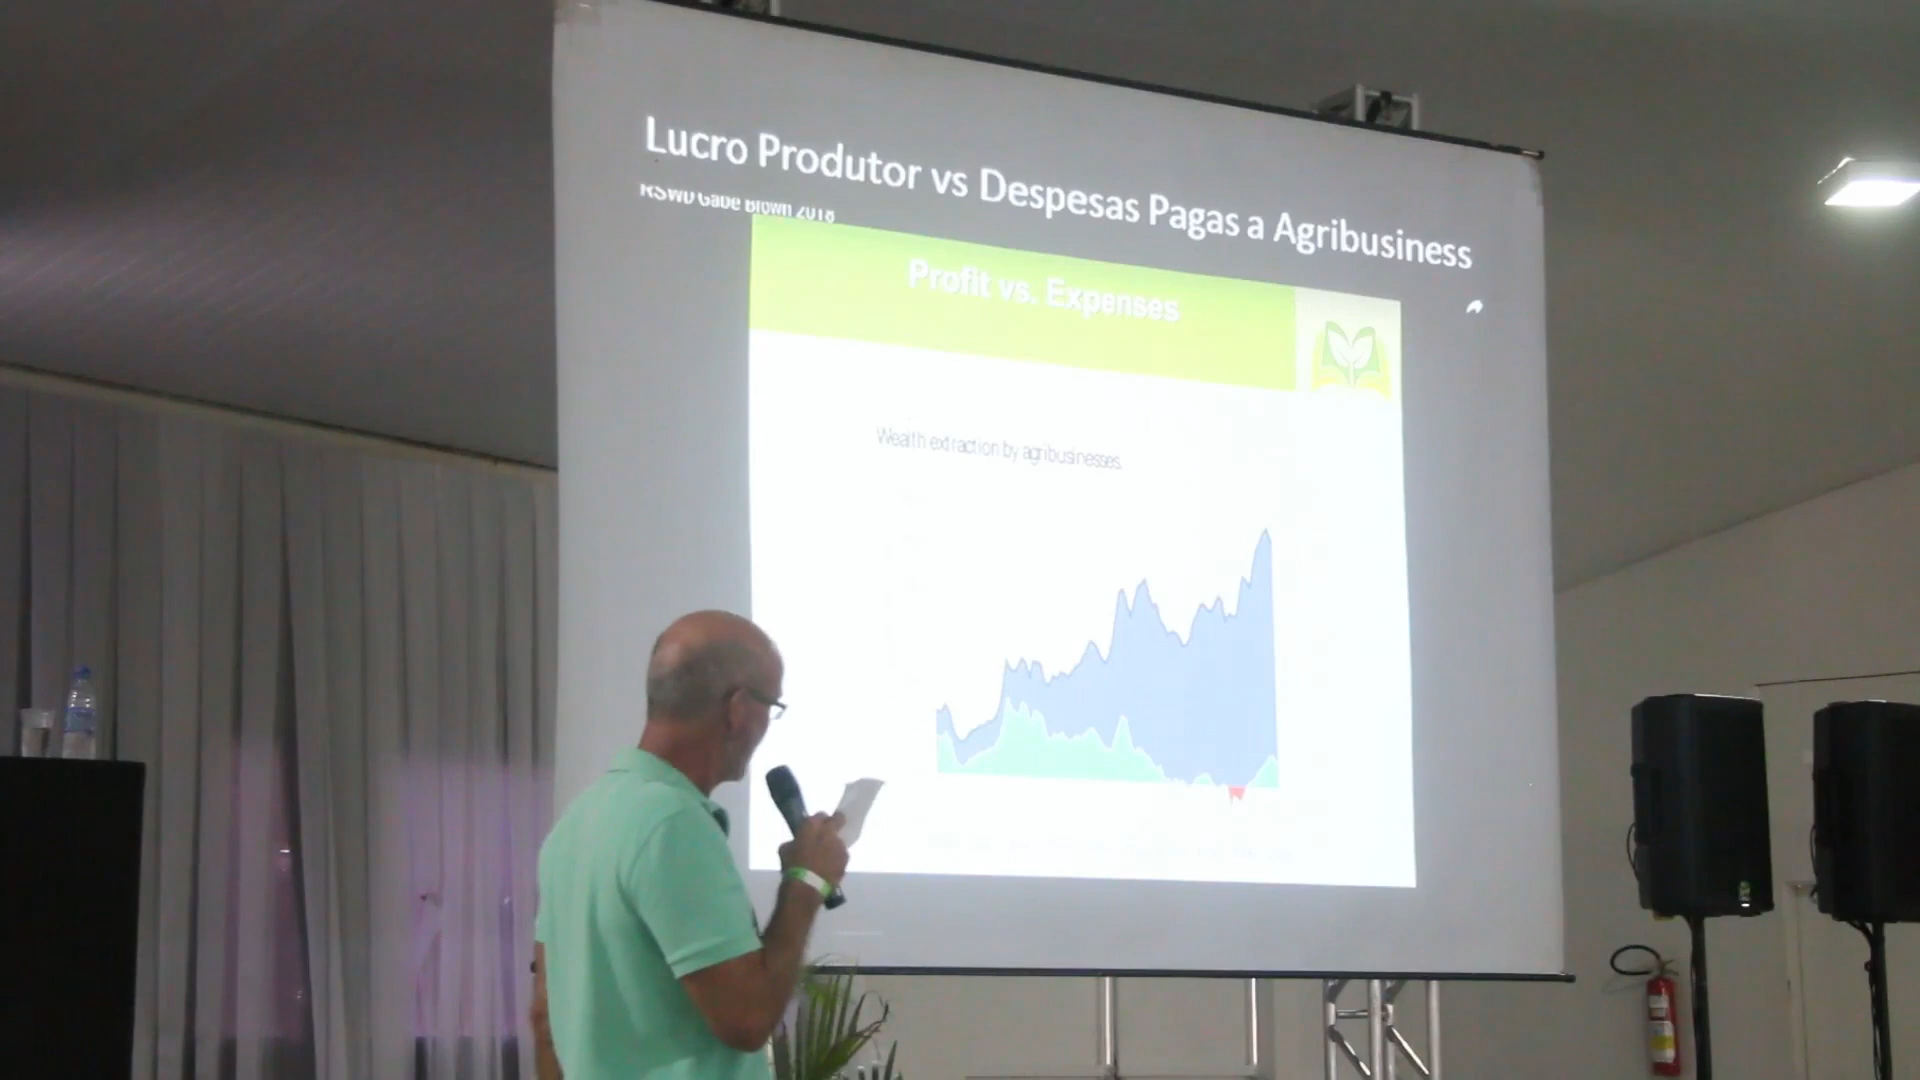 Lucro Produtor vs Despesas Pagas a Agribusiness
RSWD Gabe Brown 2018
Profit vs. Expenses
Wealth extraction by agribusinesses.